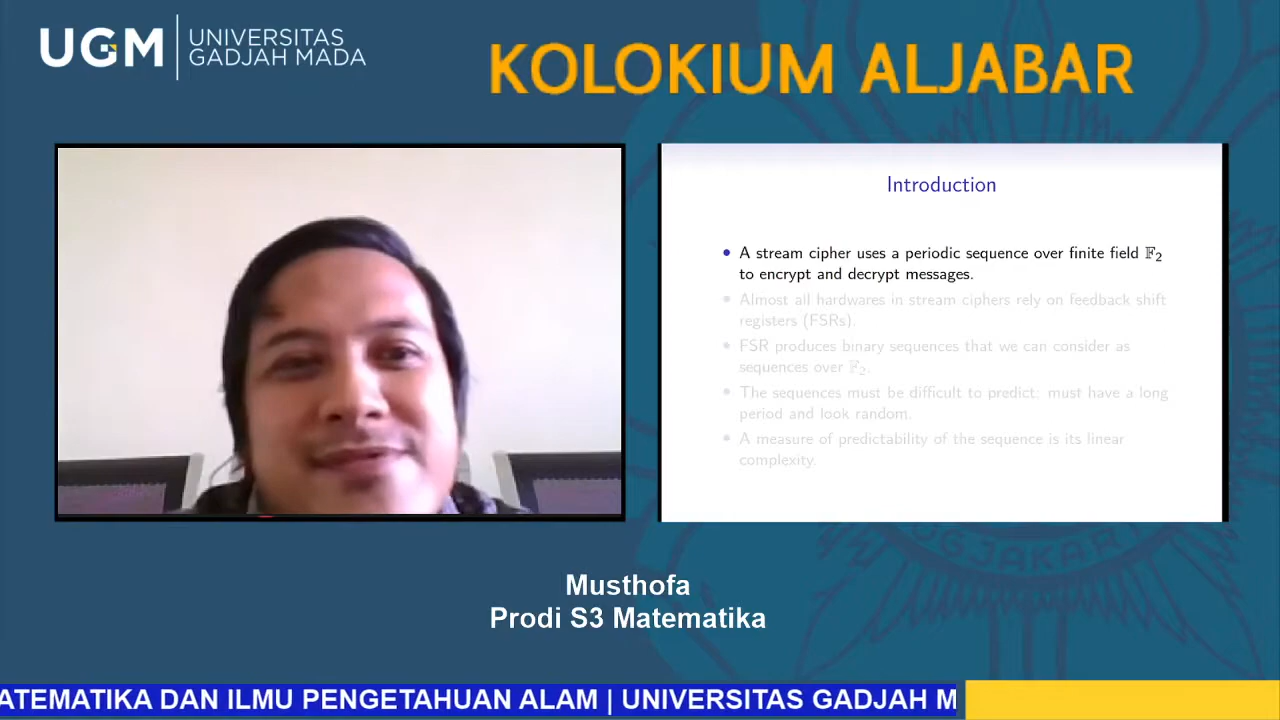 UGM
UNIVERSITAS
GADJAH MADA
KOLOKIUM ALJABAR
Introduction
• A stream cipher uses a periodic sequence over finite field 𝔽₂
to encrypt and decrypt messages.
• Almost all hardwares in stream ciphers rely on feedback shift
registers (FSRs).
• FSR produces binary sequences that we can consider as
sequences over 𝔽₂.
• The sequences must be difficult to predict: must have a long
period and look random.
• A measure of predictability of the sequence is its linear
complexity.
GJAKAR
Musthofa
Prodi S3 Matematika
ATEMATIKA DAN ILMU PENGETAHUAN ALAM | UNIVERSITAS GADJAH M